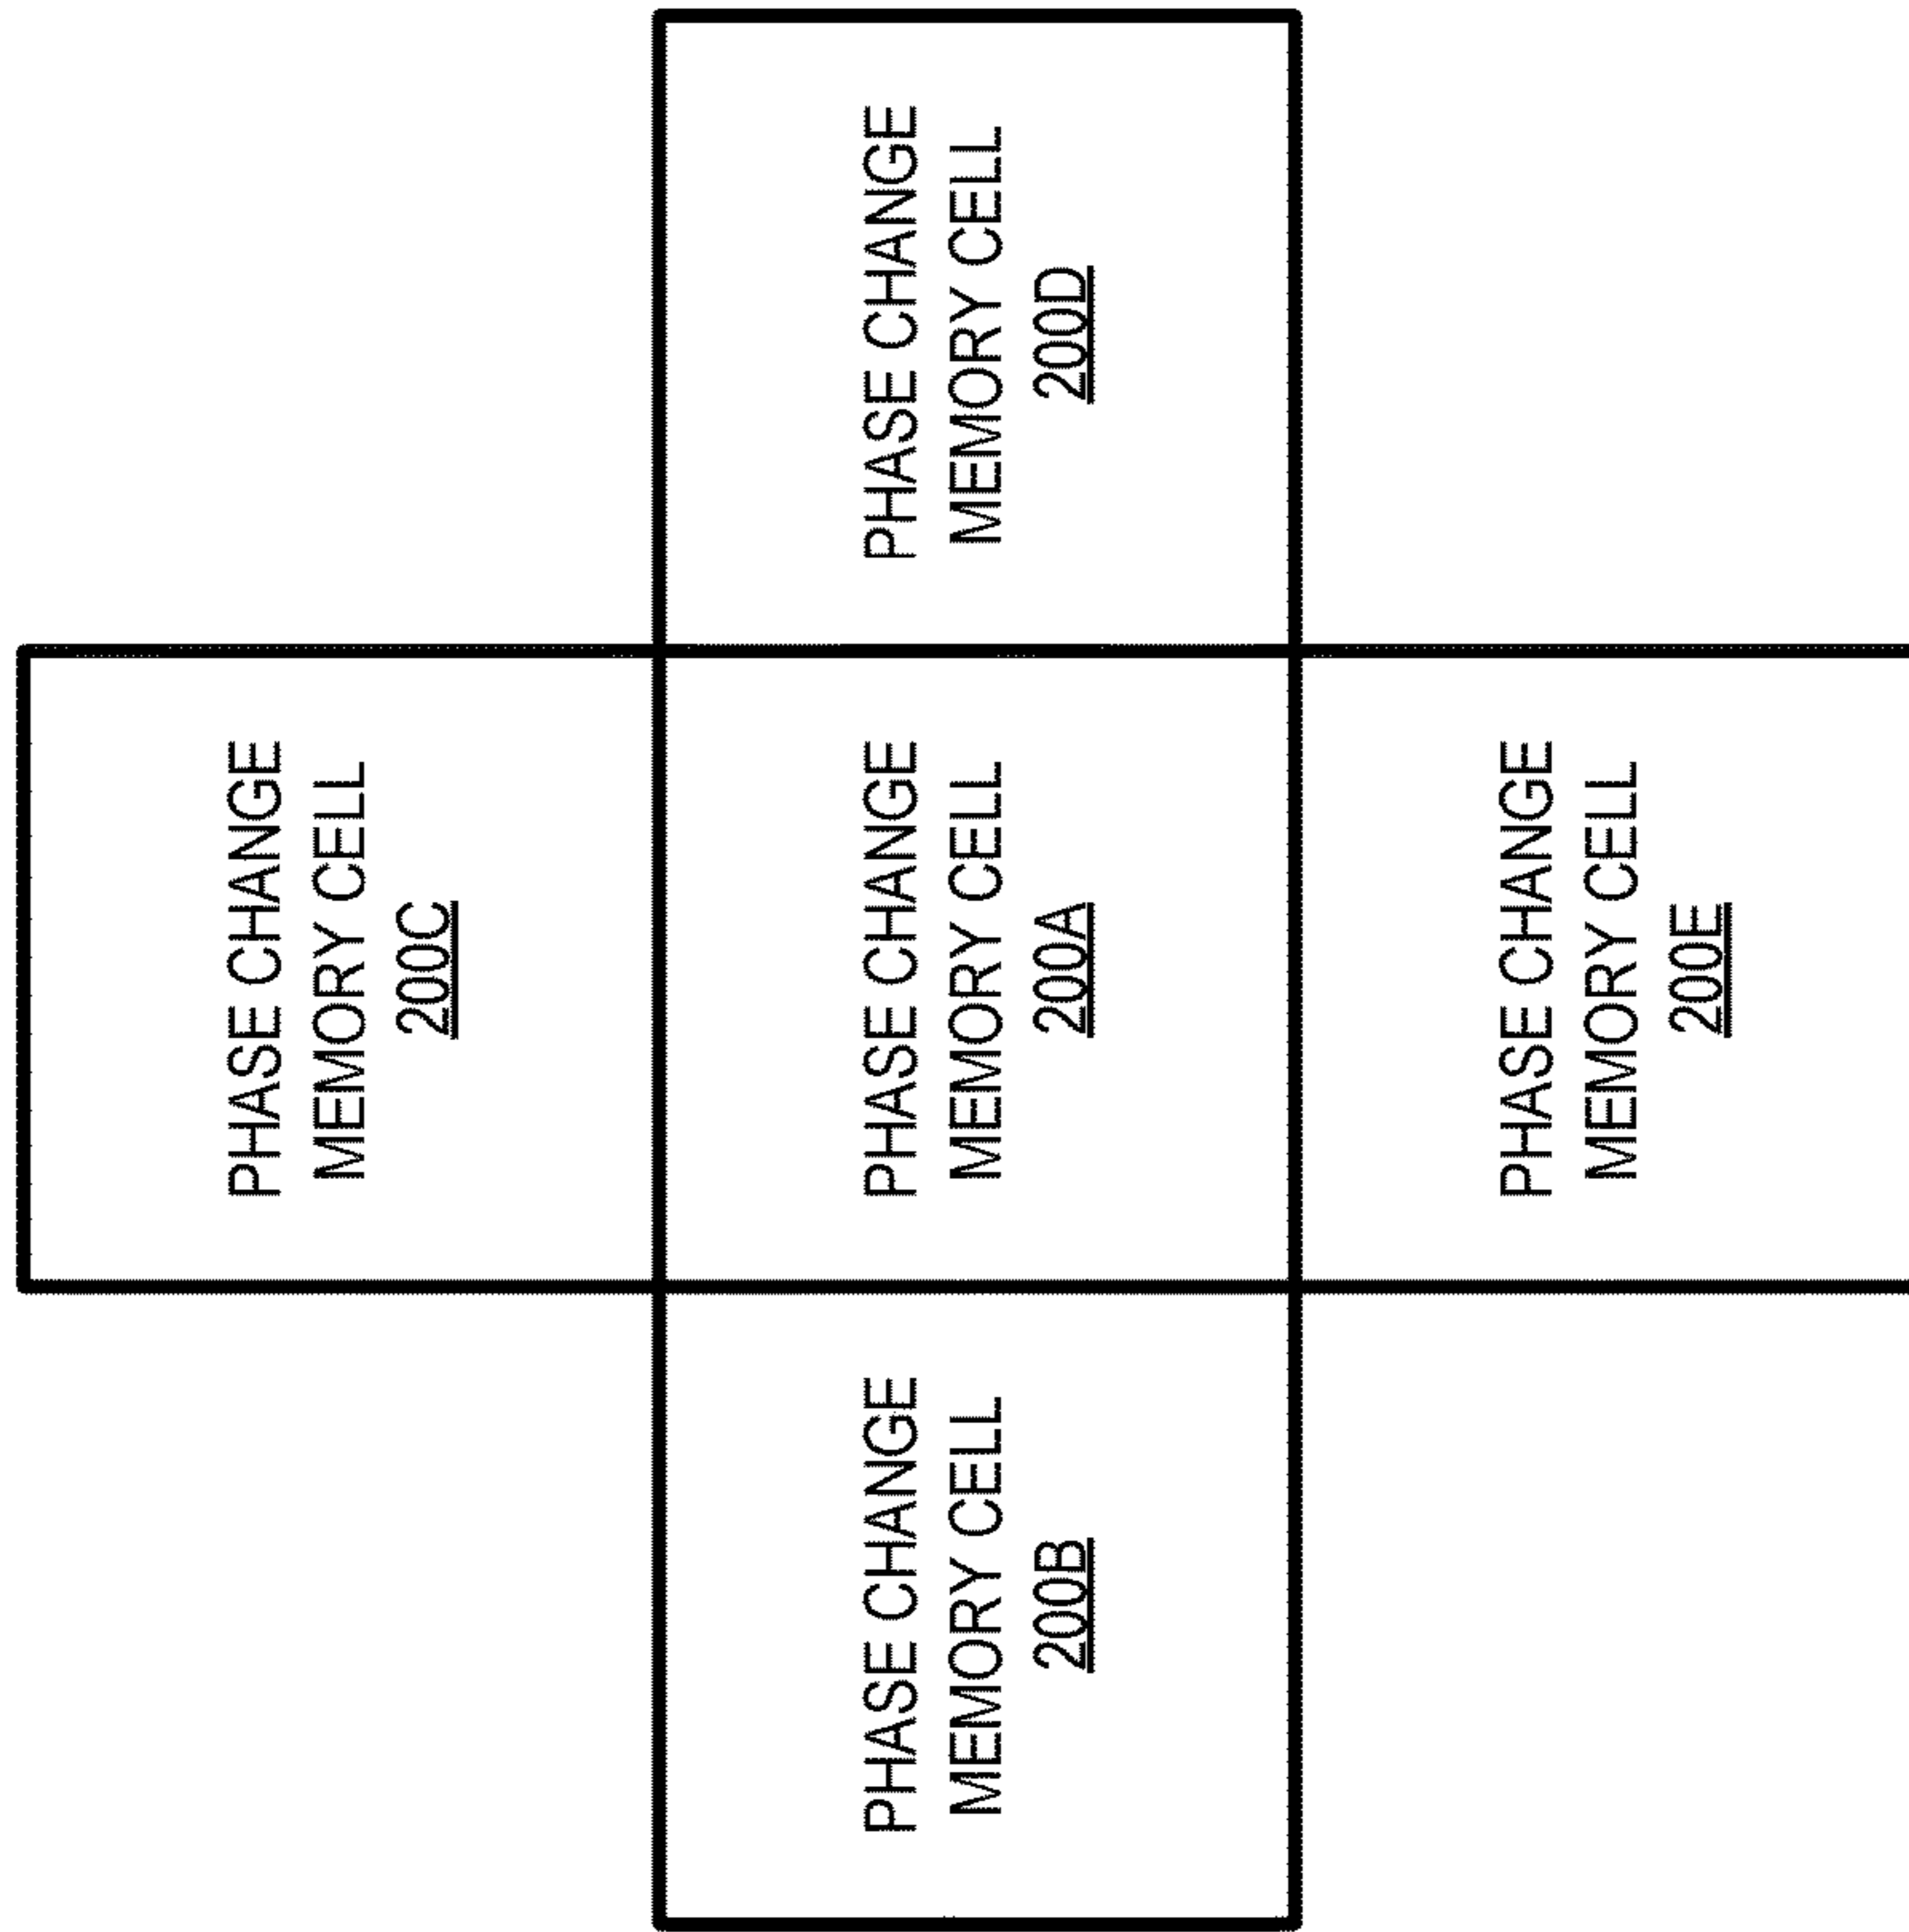 PHASE CHANGE
MEMORY CELL
200C
PHASE CHANGE
MEMORY CELL
200B
PHASE CHANGE
MEMORY CELL
200A
PHASE CHANGE
MEMORY CELL
200D
PHASE CHANGE
MEMORY CELL
200E